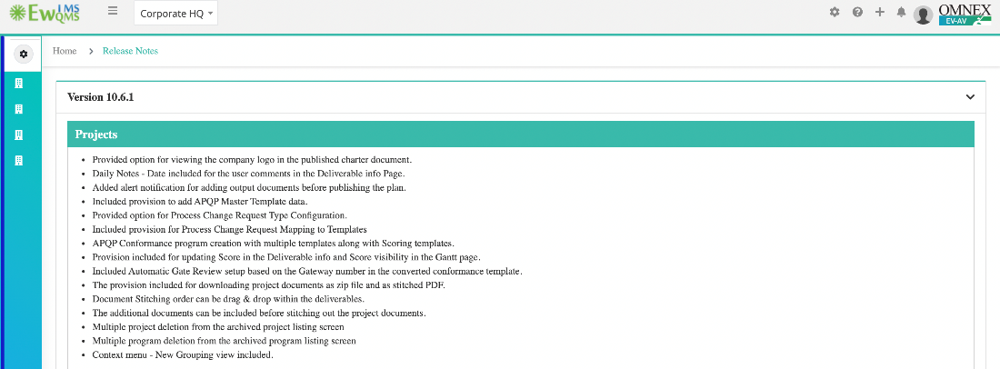 EwIMS
QMS
Corporate HQ
OMNEX
EV-AV
Home > Release Notes
Version 10.6.1
Projects
• Provided option for viewing the company logo in the published charter document.
• Daily Notes - Date included for the user comments in the Deliverable info Page.
• Added alert notification for adding output documents before publishing the plan.
• Included provision to add APQP Master Template data.
• Provided option for Process Change Request Type Configuration.
• Included provision for Process Change Request Mapping to Templates
• APQP Conformance program creation with multiple templates along with Scoring templates.
• Provision included for updating Score in the Deliverable info and Score visibility in the Gantt page.
• Included Automatic Gate Review setup based on the Gateway number in the converted conformance template.
• The provision included for downloading project documents as zip file and as stitched PDF.
• Document Stitching order can be drag & drop within the deliverables.
• The additional documents can be included before stitching out the project documents.
• Multiple project deletion from the archived project listing screen
• Multiple program deletion from the archived program listing screen
• Context menu - New Grouping view included.